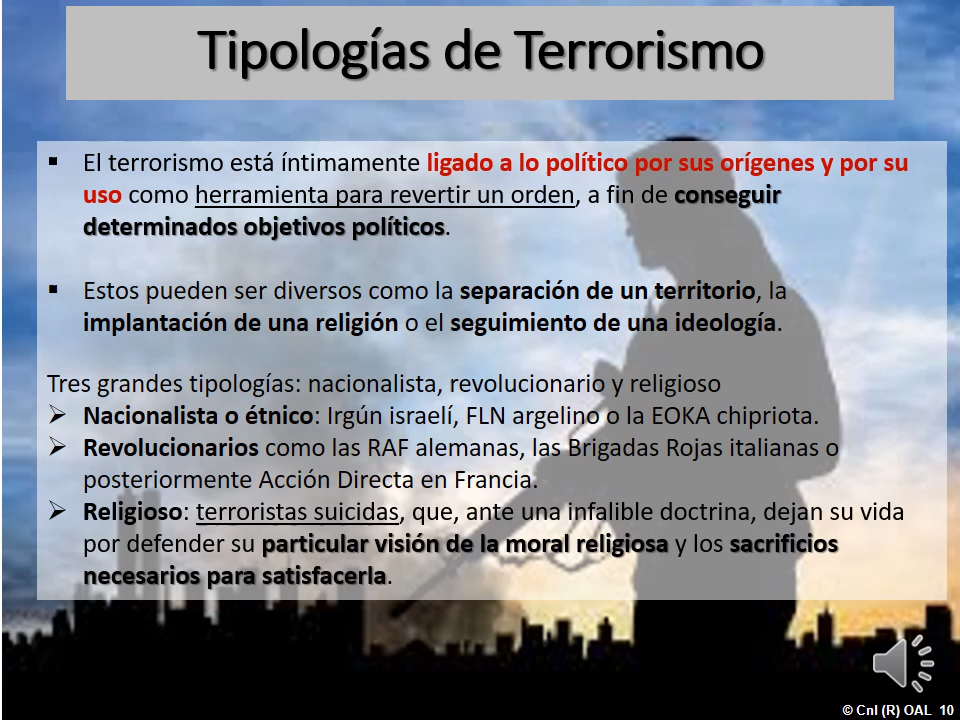 Tipologías de Terrorismo
▪ El terrorismo está íntimamente ligado a lo político por sus orígenes y por su
uso como herramienta para revertir un orden, a fin de conseguir
determinados objetivos políticos.
▪ Estos pueden ser diversos como la separación de un territorio, la
implantación de una religión o el seguimiento de una ideología.
Tres grandes tipologías: nacionalista, revolucionario y religioso
➢ Nacionalista o étnico: Irgún israelí, FLN argelino o la EOKA chipriota.
➢ Revolucionarios como las RAF alemanas, las Brigadas Rojas italianas o
posteriormente Acción Directa en Francia.
➢ Religioso: terroristas suicidas, que, ante una infalible doctrina, dejan su vida
por defender su particular visión de la moral religiosa y los sacrificios
necesarios para satisfacerla.
© Cnl (R) OAL 10